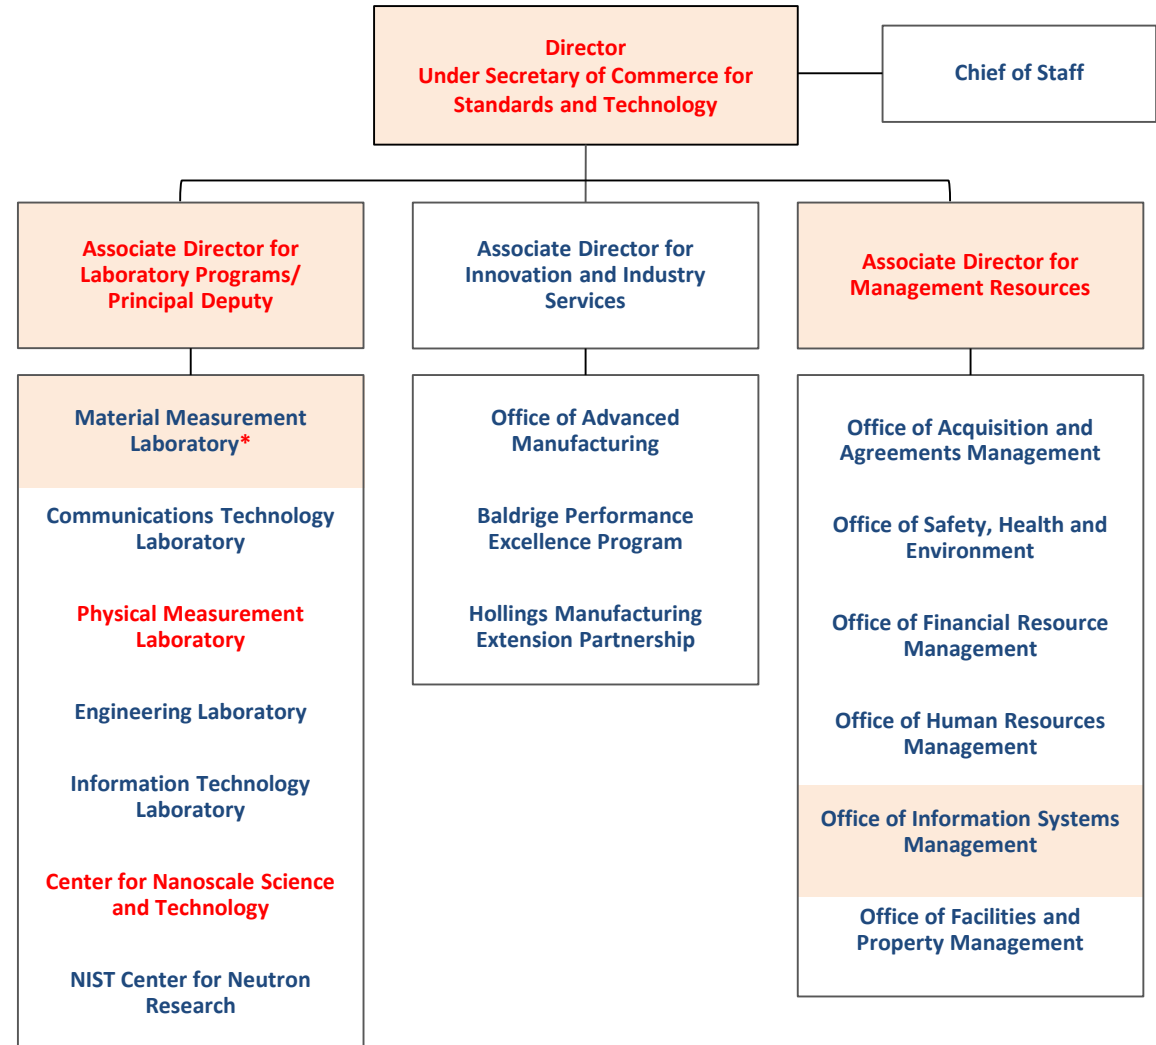 Director
Under Secretary of Commerce for
Standards and Technology
Chief of Staff
Associate Director for
Laboratory Programs/
Principal Deputy
Associate Director for
Innovation and Industry
Services
Associate Director for
Management Resources
Material Measurement
Laboratory*
Communications Technology
Laboratory
Physical Measurement
Laboratory
Engineering Laboratory
Information Technology
Laboratory
Center for Nanoscale Science
and Technology
NIST Center for Neutron
Research
Office of Advanced
Manufacturing
Baldrige Performance
Excellence Program
Hollings Manufacturing
Extension Partnership
Office of Acquisition and
Agreements Management
Office of Safety, Health and
Environment
Office of Financial Resource
Management
Office of Human Resources
Management
Office of Information Systems
Management
Office of Facilities and
Property Management